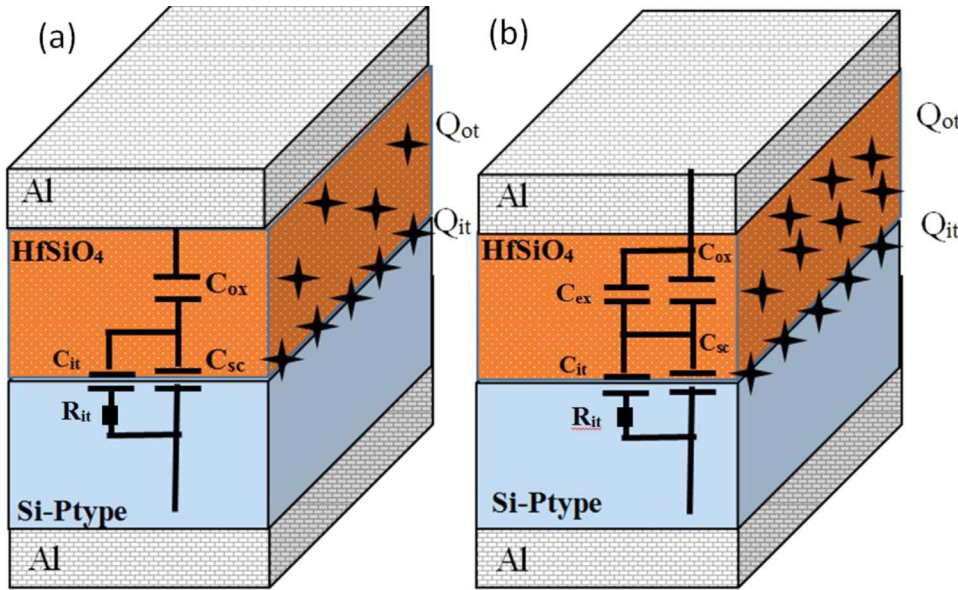 (a)
Al
HfSiO₄
Cox
Cit
Csc
Rit
Si-Ptype
Al
Qot
Qit
(b)
Al
HfSiO₄
Cox
Cex
Csc
Cit
Rit
Si-Ptype
Al
Qot
Qit